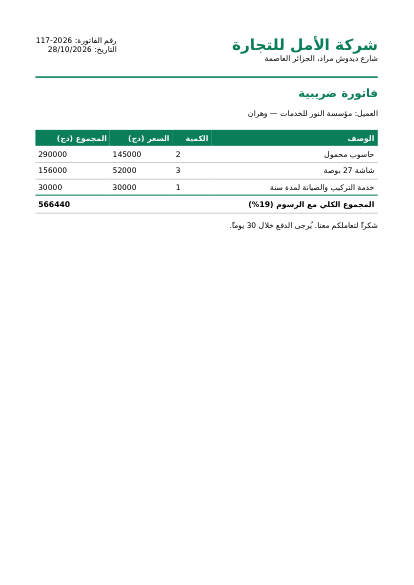 شركة الأمل للتجارة
شارع ديدوش مراد، الجزائر العاصمة
رقم الفاتورة: 2026-117
التاريخ: 28/10/2026
فاتورة ضريبية
العميل: مؤسسة النور للخدمات — وهران
الوصف الكمية السعر (دج) المجموع (دج)
حاسوب محمول 2 145000 290000
شاشة 27 بوصة 3 52000 156000
خدمة التركيب والصيانة لمدة سنة 1 30000 30000
المجموع الكلي مع الرسوم (19%) 566440
شكراً لتعاملكم معنا. يُرجى الدفع خلال 30 يوماً.